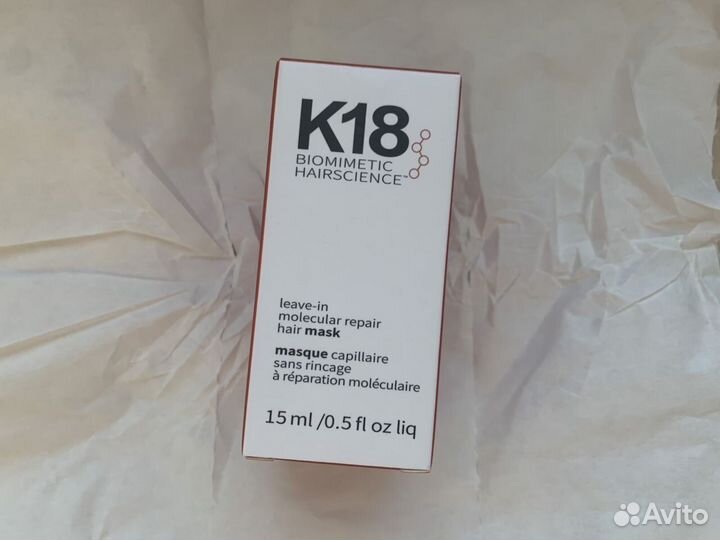 K18
BIOMIMETIC
HAIRSCIENCE™
leave-in
molecular repair
hair mask
masque capillaire
sans rincage
à réparation moléculaire
15 ml /0.5 fl oz liq
Avito